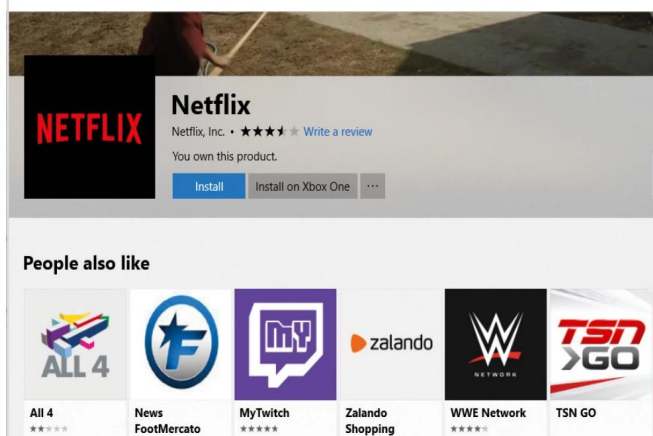 NETFLIX
Netflix
Netflix, Inc. • Write a review
You own this product.
Install
Install on Xbox One
...
People also like
ALL 4
F
MY
zalando
W
NETWORK
TSN
>GO
All 4
News
FootMercato
MyTwitch
Zalando
Shopping
WWE Network
TSN GO